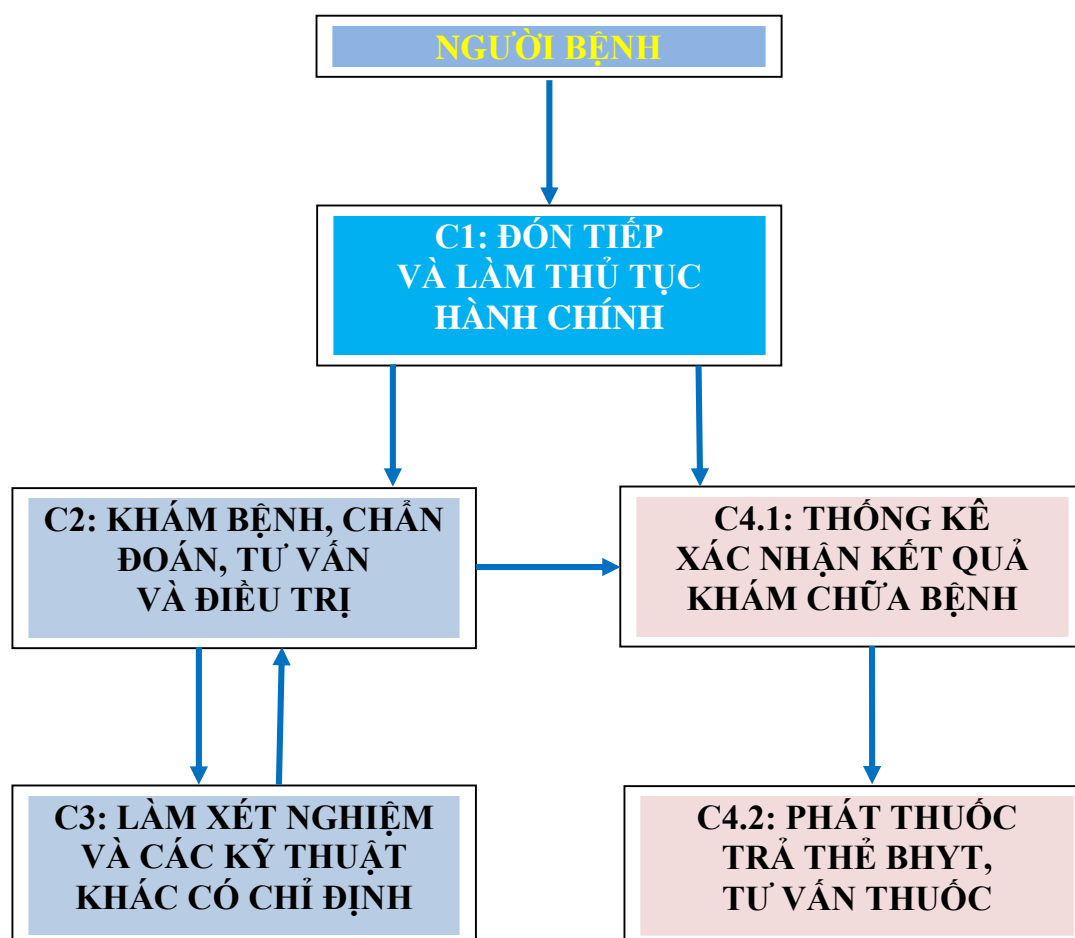 NGƯỜI BỆNH
C1: ĐÓN TIẾP
VÀ LÀM THỦ TỤC
HÀNH CHÍNH
C2: KHÁM BỆNH, CHẨN
ĐOÁN, TƯ VẤN
VÀ ĐIỀU TRỊ
C4.1: THỐNG KÊ
XÁC NHẬN KẾT QUẢ
KHÁM CHỮA BỆNH
C3: LÀM XÉT NGHIỆM
VÀ CÁC KỸ THUẬT
KHÁC CÓ CHỈ ĐỊNH
C4.2: PHÁT THUỐC
TRẢ THẺ BHYT,
TƯ VẤN THUỐC